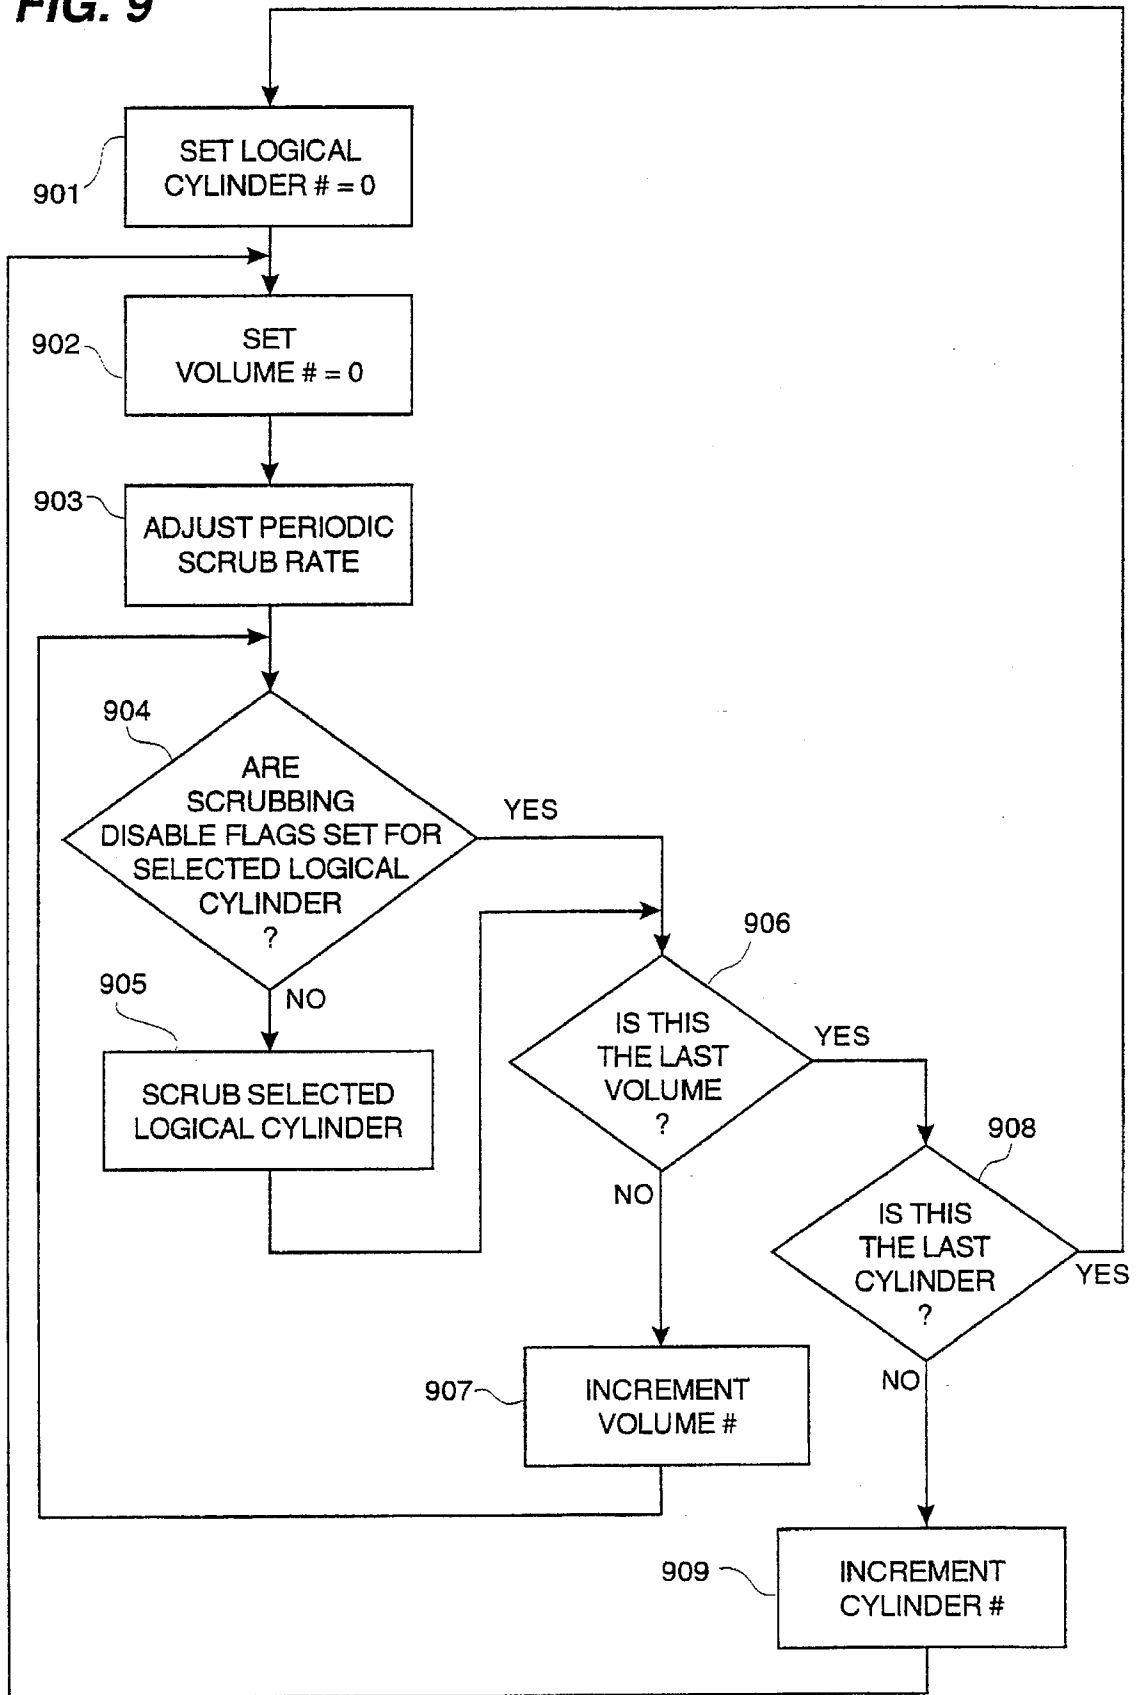 FIG. 9
901
SET LOGICAL
CYLINDER # = 0
902
SET
VOLUME # = 0
903
ADJUST PERIODIC
SCRUB RATE
904
ARE
SCRUBBING
DISABLE FLAGS SET FOR
SELECTED LOGICAL
CYLINDER
?
YES
NO
905
SCRUB SELECTED
LOGICAL CYLINDER
906
IS THIS
THE LAST
VOLUME
?
YES
NO
907
INCREMENT
VOLUME #
908
IS THIS
THE LAST
CYLINDER
?
YES
NO
909
INCREMENT
CYLINDER #